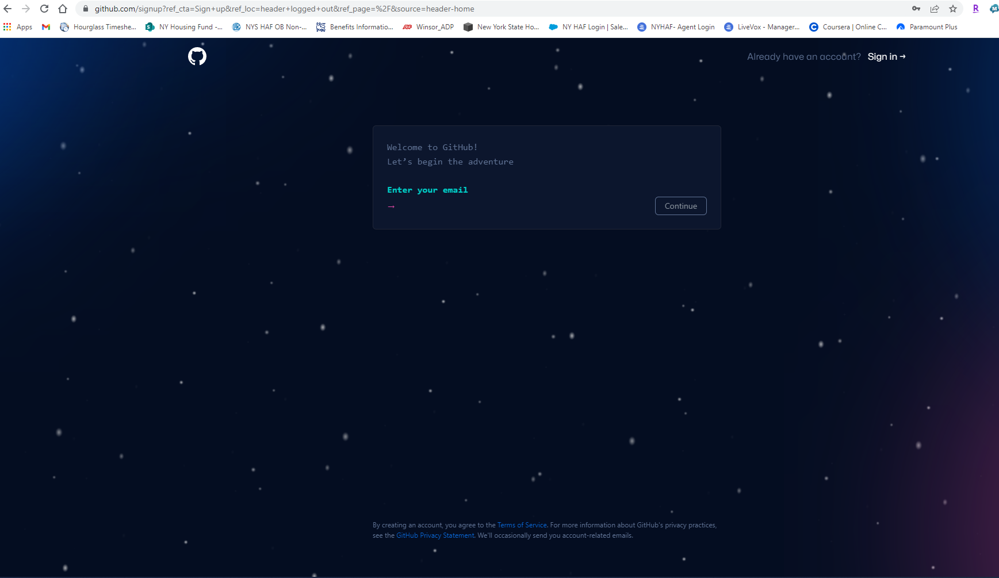 github.com/signup?ref_cta=Sign+up&ref_loc=header+logged+out&ref_page=%2F&source=header-home
Apps Hourglass Timeshe... NY Housing Fund -... NYS HAF OB Non-... Benefits Informatio... Winsor_ADP New York State Ho... NY HAF Login | Sale... NYHAF- Agent Login LiveVox - Manager... Coursera | Online C... Paramount Plus
Already have an account? Sign in →
Welcome to GitHub!
Let’s begin the adventure
Enter your email
→ Continue
By creating an account, you agree to the Terms of Service. For more information about GitHub's privacy practices,
see the GitHub Privacy Statement. We'll occasionally send you account-related emails.